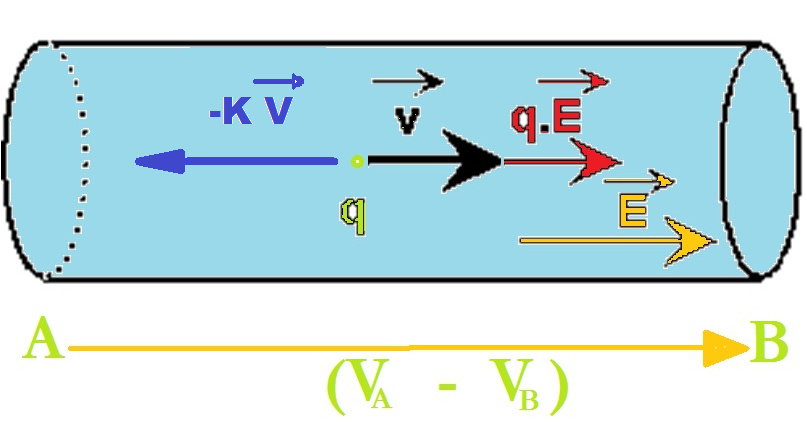 -K V
v
q.E
q
E
A B
(VA - VB)